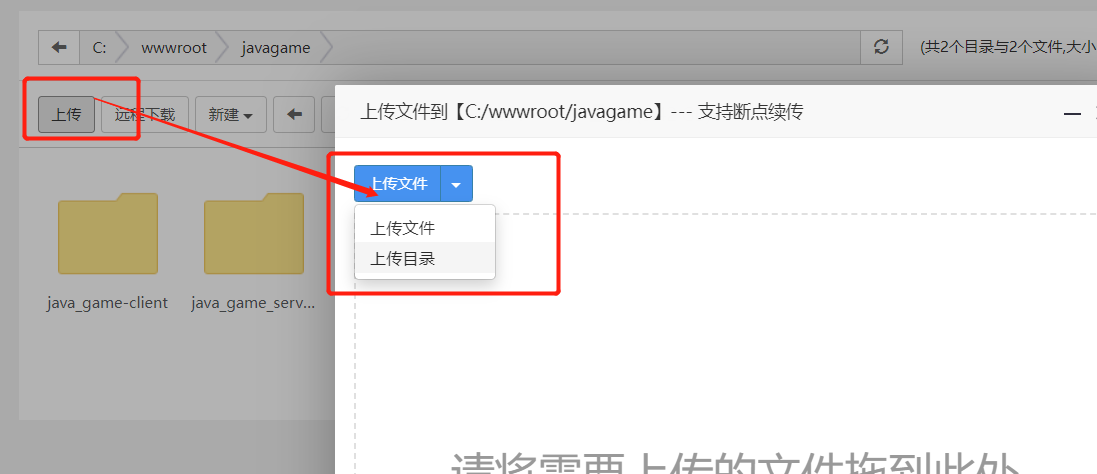 C: wwwroot javagame (共2个目录与2个文件,大小
上传 远程下载 新建
上传文件到【C:/wwwroot/javagame】--- 支持断点续传
上传文件
上传文件
上传目录
java_game-client java_game_serv...
请将需要上传的文件拖到此处